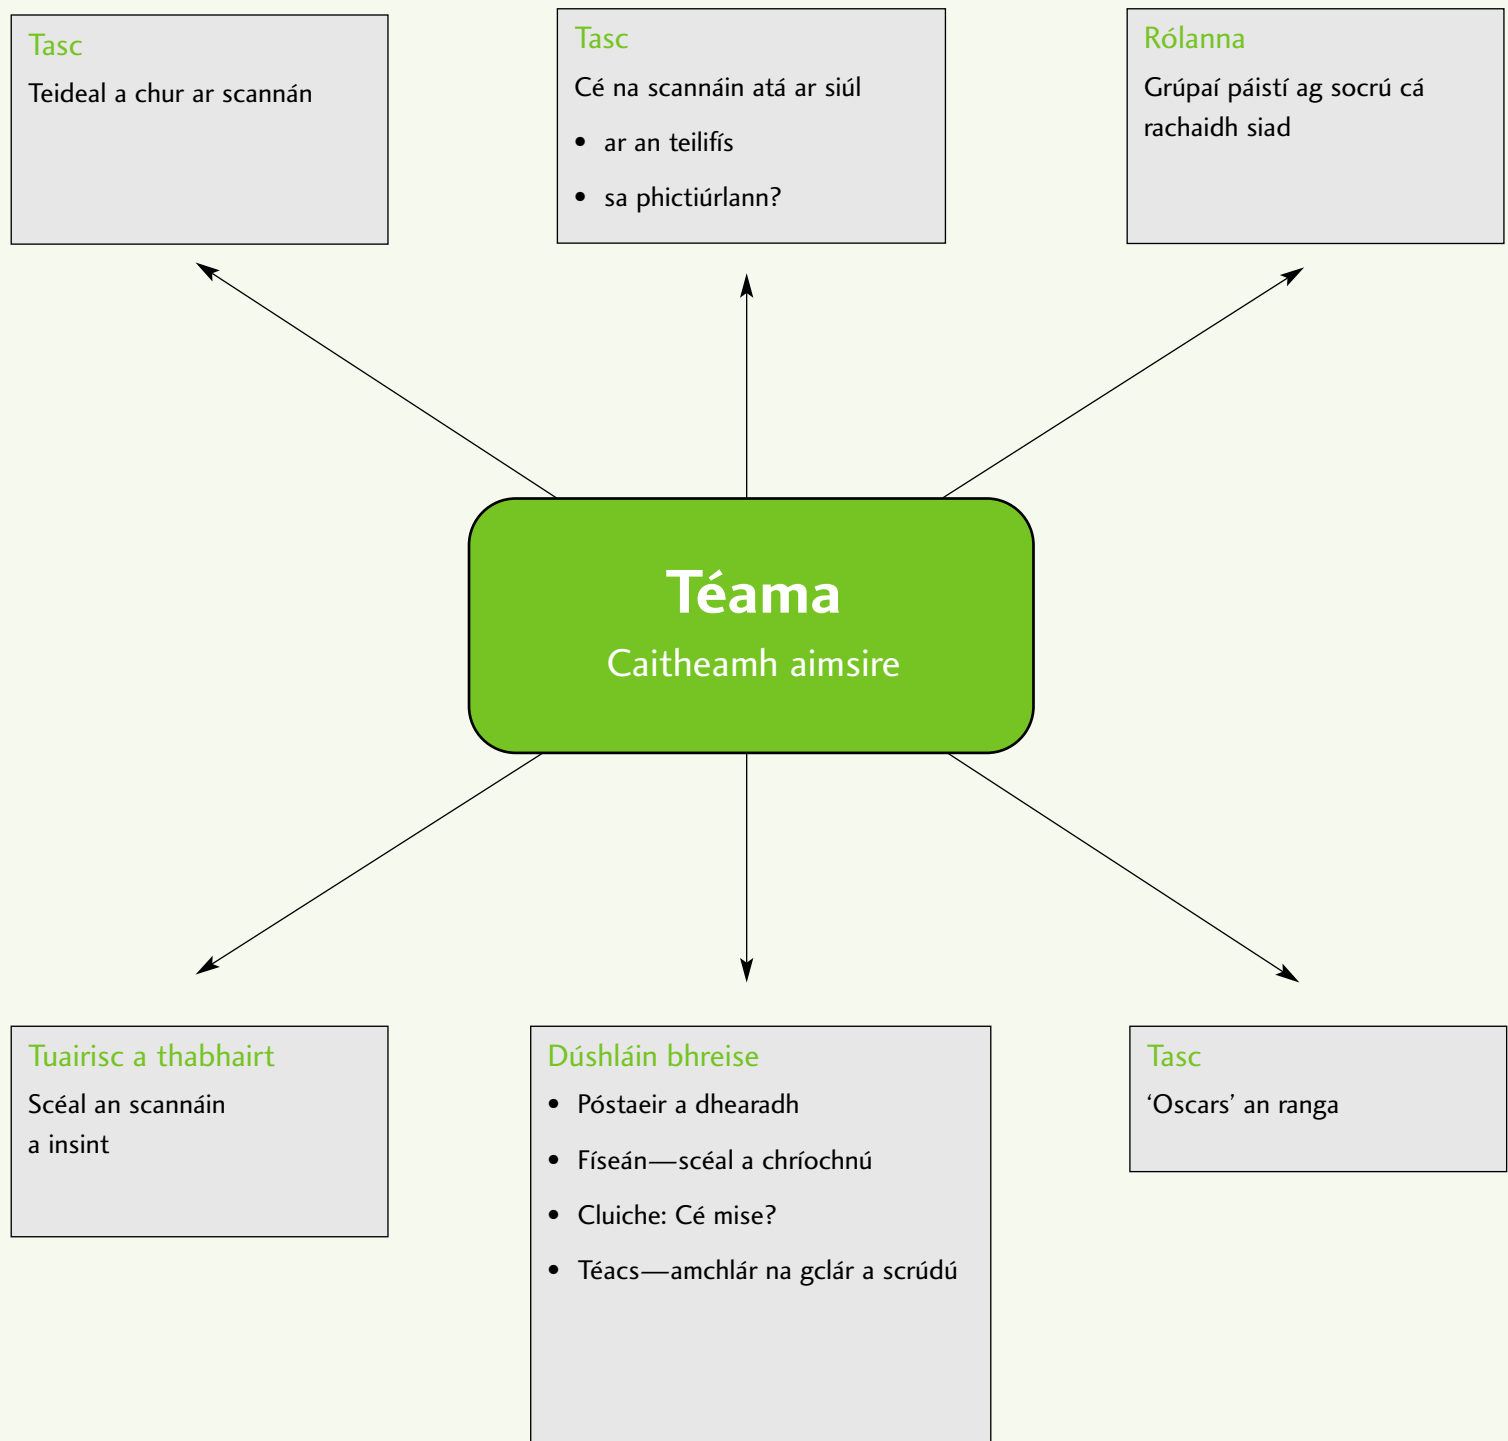 Tasc
Teideal a chur ar scannán
Tasc
Cé na scannáin atá ar siúl
• ar an teilifís
• sa phictiúrlann?
Rólanna
Grúpaí páistí ag socrú cá
rachaidh siad
Téama
Caitheamh aimsire
Tuairisc a thabhairt
Scéal an scannáin
a insint
Dúshláin bhreise
• Póstaeir a dhearadh
• Físeán—scéal a chríochnú
• Cluiche: Cé mise?
• Téacs—amchlár na gclár a scrúdú
Tasc
‘Oscars’ an ranga